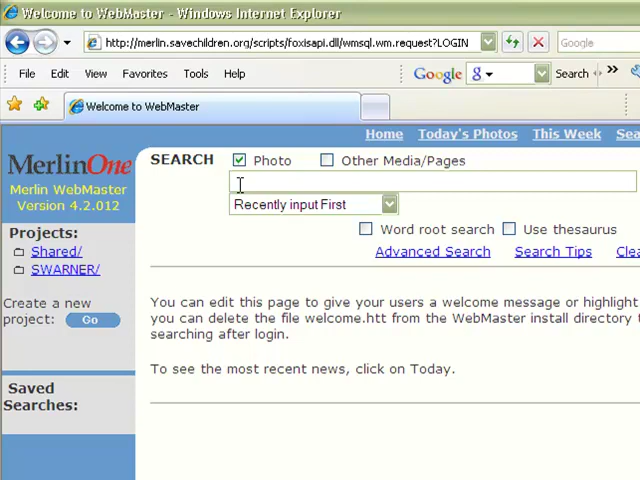 Welcome to WebMaster - Windows Internet Explorer
http://merlin.savechildren.org/scripts/foxisapi.dll/wmsql.wm.request?LOGIN
Google
File Edit View Favorites Tools Help
Google g Search
Welcome to WebMaster
Home Today's Photos This Week
MerlinOne
Merlin WebMaster
Version 4.2.012
SEARCH Photo Other Media/Pages
Recently input First
Word root search Use thesaurus
Advanced Search Search Tips
Projects:
Shared/
SWARNER/
Create a new
project: Go
Saved
Searches:
You can edit this page to give your users a welcome message or highlight
you can delete the file welcome.htt from the WebMaster install directory t
searching after login.
To see the most recent news, click on Today.